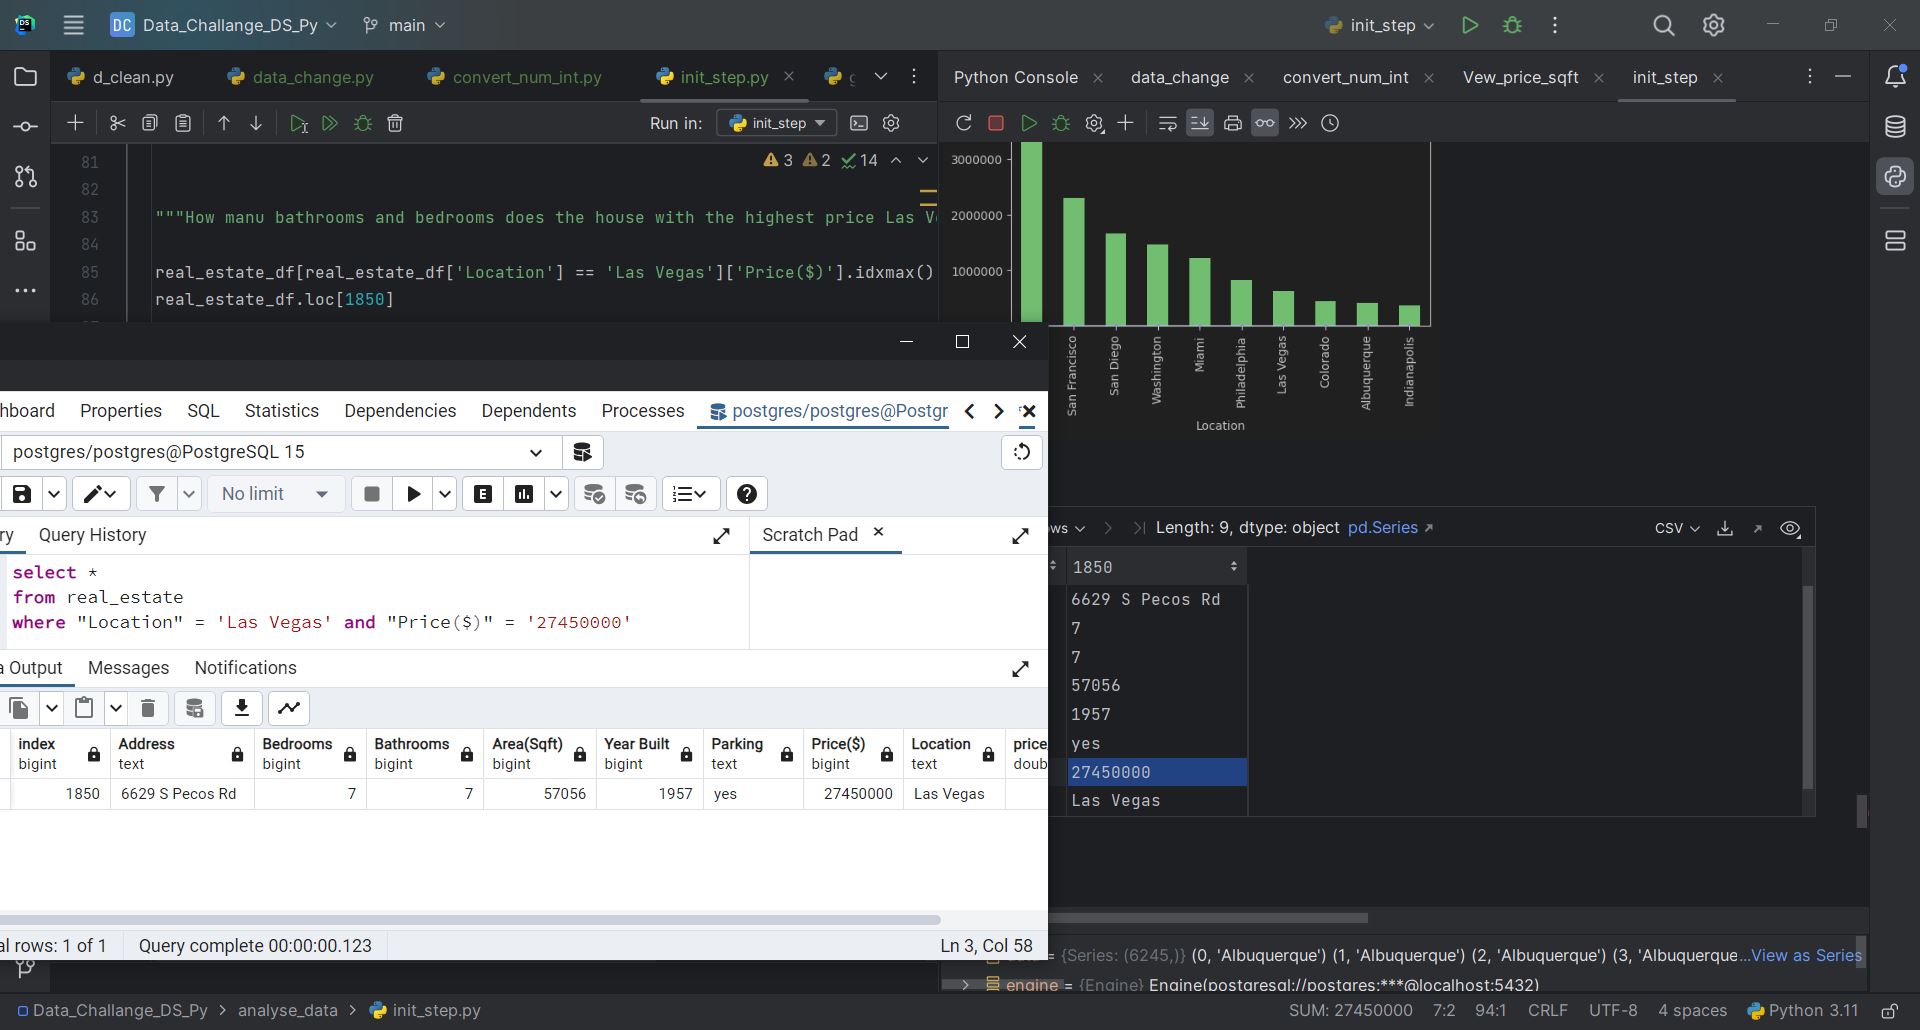 DS
DC Data_Challange_DS_Py main
init_step
d_clean.py data_change.py convert_num_int.py init_step.py
Python Console data_change convert_num_int Vew_price_sqft init_step
Run in: init_step
3 2 14
81
82
83 """How manu bathrooms and bedrooms does the house with the highest price Las V
84
85 real_estate_df[real_estate_df['Location'] == 'Las Vegas']['Price($)'].idxmax()
86 real_estate_df.loc[1850]
3000000
2000000
1000000
San Francisco
San Diego
Washington
Miami
Philadelphia
Las Vegas
Colorado
Albuquerque
Indianapolis
Location
hboard Properties SQL Statistics Dependencies Dependents Processes postgres/postgres@Postgr
postgres/postgres@PostgreSQL 15
No limit E
ry Query History Scratch Pad
select *
from real_estate
where "Location" = 'Las Vegas' and "Price($)" = '27450000'
a Output Messages Notifications
index Address Bedrooms Bathrooms Area(Sqft) Year Built Parking Price($) Location price
bigint text bigint bigint bigint bigint text bigint text doub
1850 6629 S Pecos Rd 7 7 57056 1957 yes 27450000 Las Vegas
al rows: 1 of 1 Query complete 00:00:00.123 Ln 3, Col 58
ws Length: 9, dtype: object pd.Series CSV
1850
6629 S Pecos Rd
7
7
57056
1957
yes
27450000
Las Vegas
= {Series: (6245,)} (0, 'Albuquerque') (1, 'Albuquerque') (2, 'Albuquerque') (3, 'Albuquerque...View as Series
engine = {Engine} Engine(postgresql://postgres:***@localhost:5432)
Data_Challange_DS_Py analyse_data init_step.py
SUM: 27450000 7:2 94:1 CRLF UTF-8 4 spaces Python 3.11